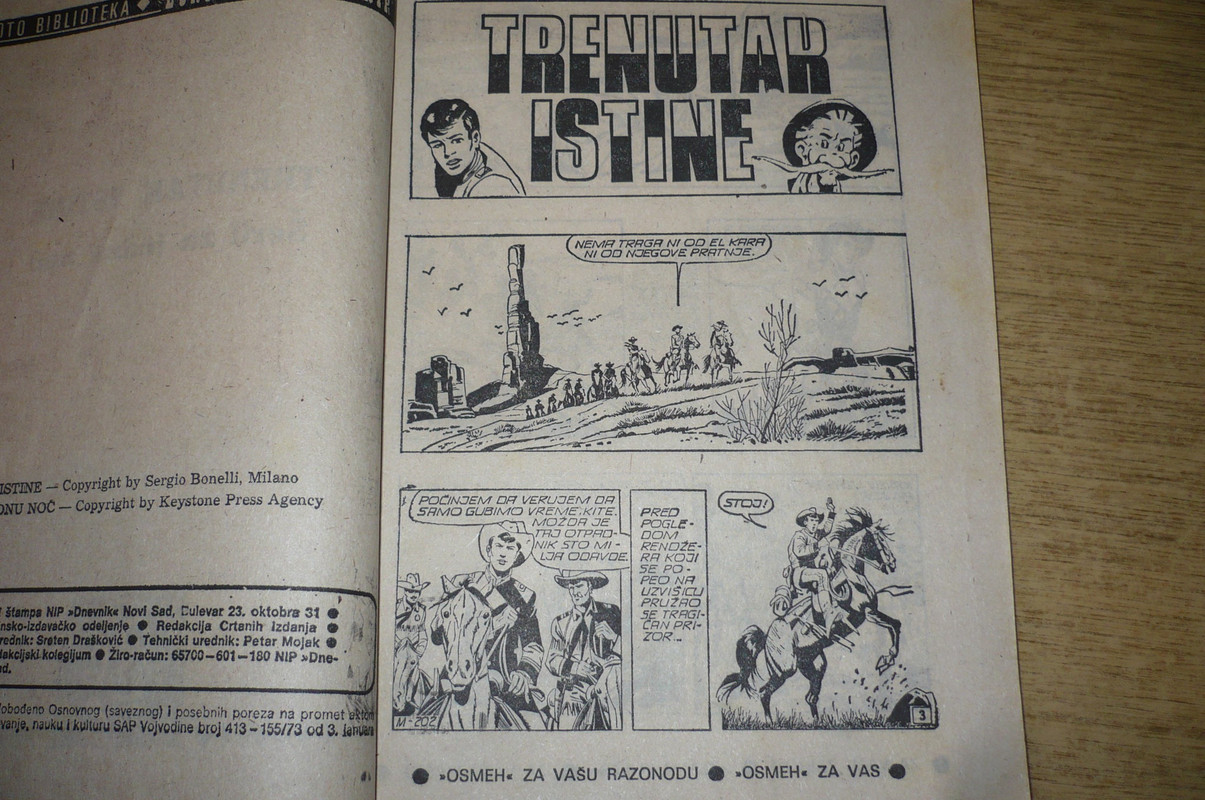 OTO BIBLIOTEKA
ISTINE — Copyright by Sergio Bonelli, Milano
ONU NOĆ — Copyright by Keystone Press Agency
štampa NIP »Dnevnik« Novi Sad, Bulevar 23. oktobra 31 ●
nsko-izdavačko odeljenje ● Redakcija Crtanih izdanja ●
rednik: Sreten Drašković ● Tehnički urednik: Petar Mojak ●
dakcijski kolegijum ● Žiro-račun: 65700–601–180 NIP »Dne-
d.
lobođeno Osnovnog (saveznog) i posebnih poreza na promet aktom
vanje, nauku i kulturu SAP Vojvodine broj 413–155/73 od 3. januara
TRENUTAK
ISTINE
NEMA TRAGA NI OD EL KARA
NI OD NJEGOVE PRATNJE.
POČINJEM DA VERUJEM DA
SAMO GUBIMO VREME, KITE.
MOŽDA JE
TAJ OTPAD-
NIK STO MI-
LJA ODAVDE.
M-202
PRED
POGLE-
DOM
RENDŽE-
RA KOJI
SE PO-
PEO NA
UZVIŠICU
PRUŽAO
SE TRAGI-
ČAN PRI-
ZOR...
STOJ!
3
● »OSMEH« ZA VAŠU RAZONODU ● »OSMEH« ZA VAS ●